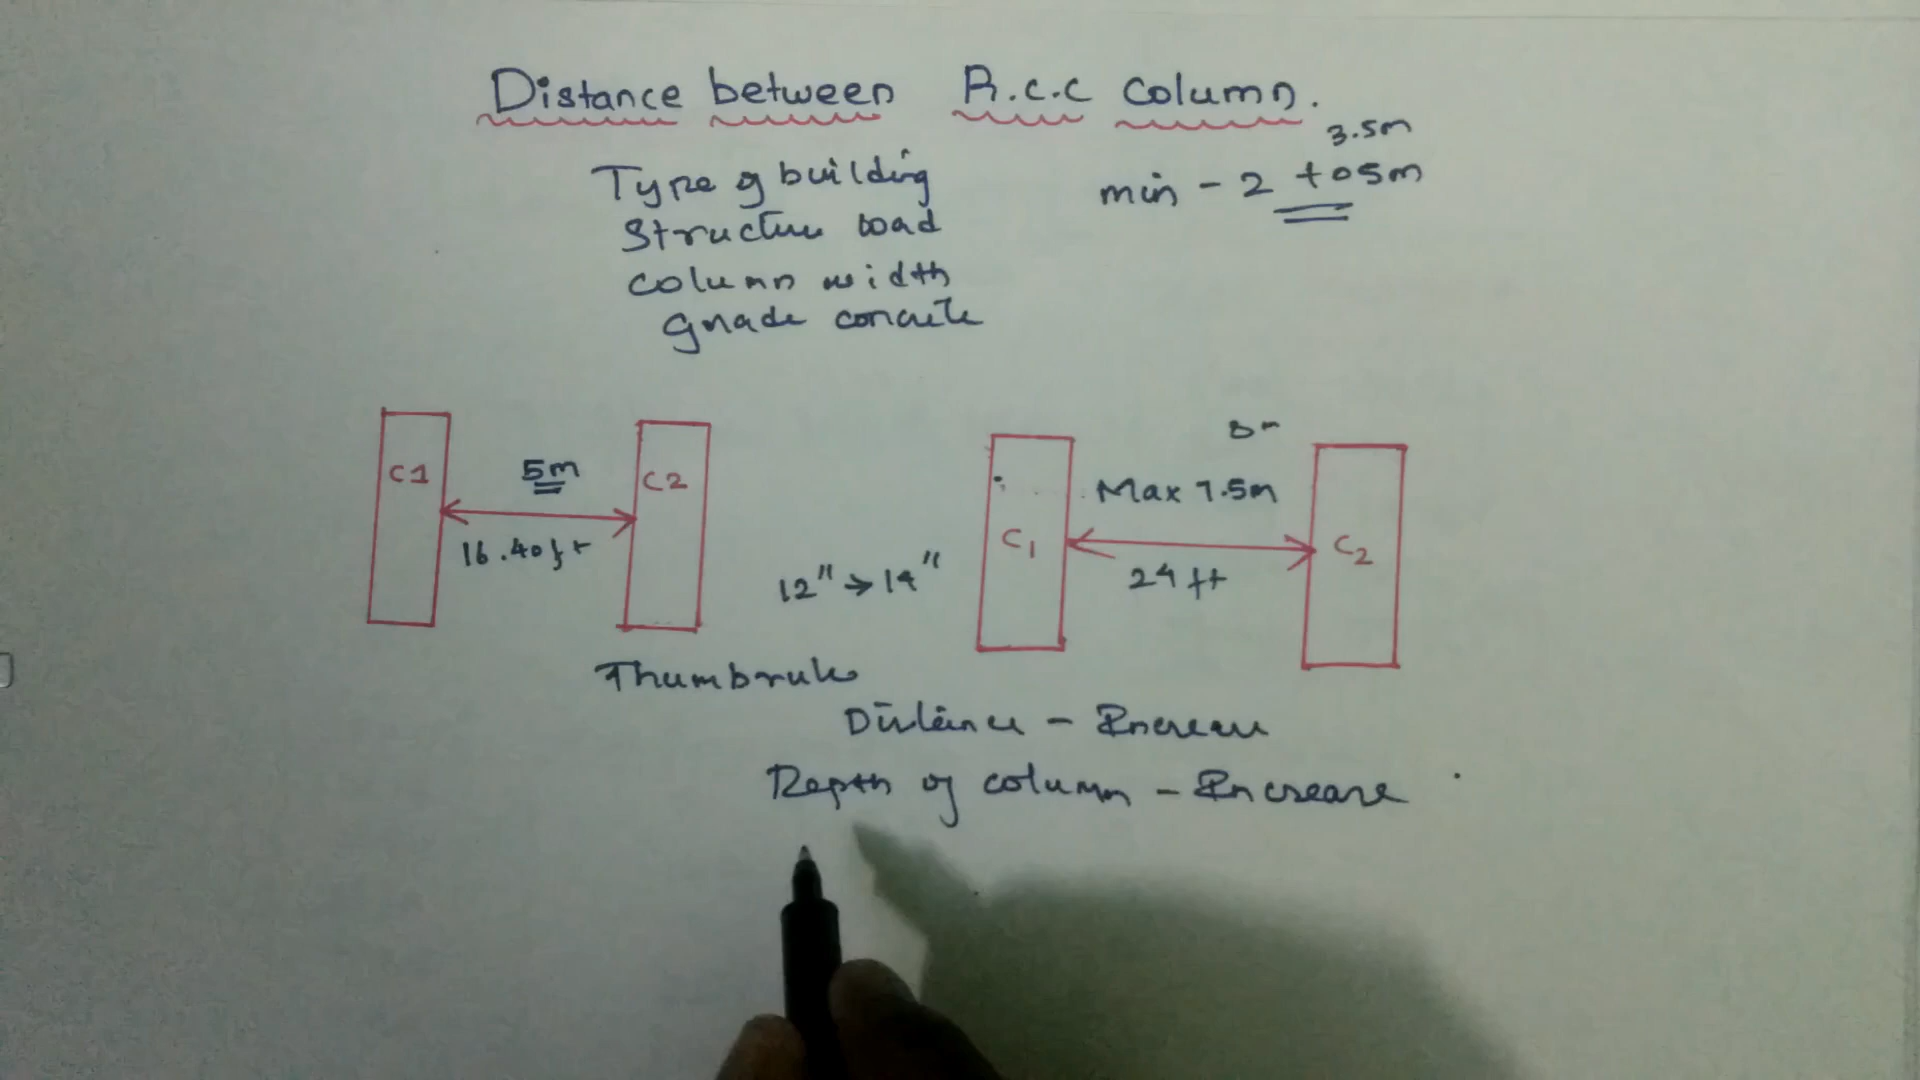 Distance between R.C.C column.
3.5m
Type of building
min - 2 to 5m
Structure load
column width
Grade concrete
8m
C1
5m
C2
Max 7.5m
16.40ft
C1
C2
12" → 14"
24 ft
Thumbrule
Distance - Increase
Depth of column - Increase